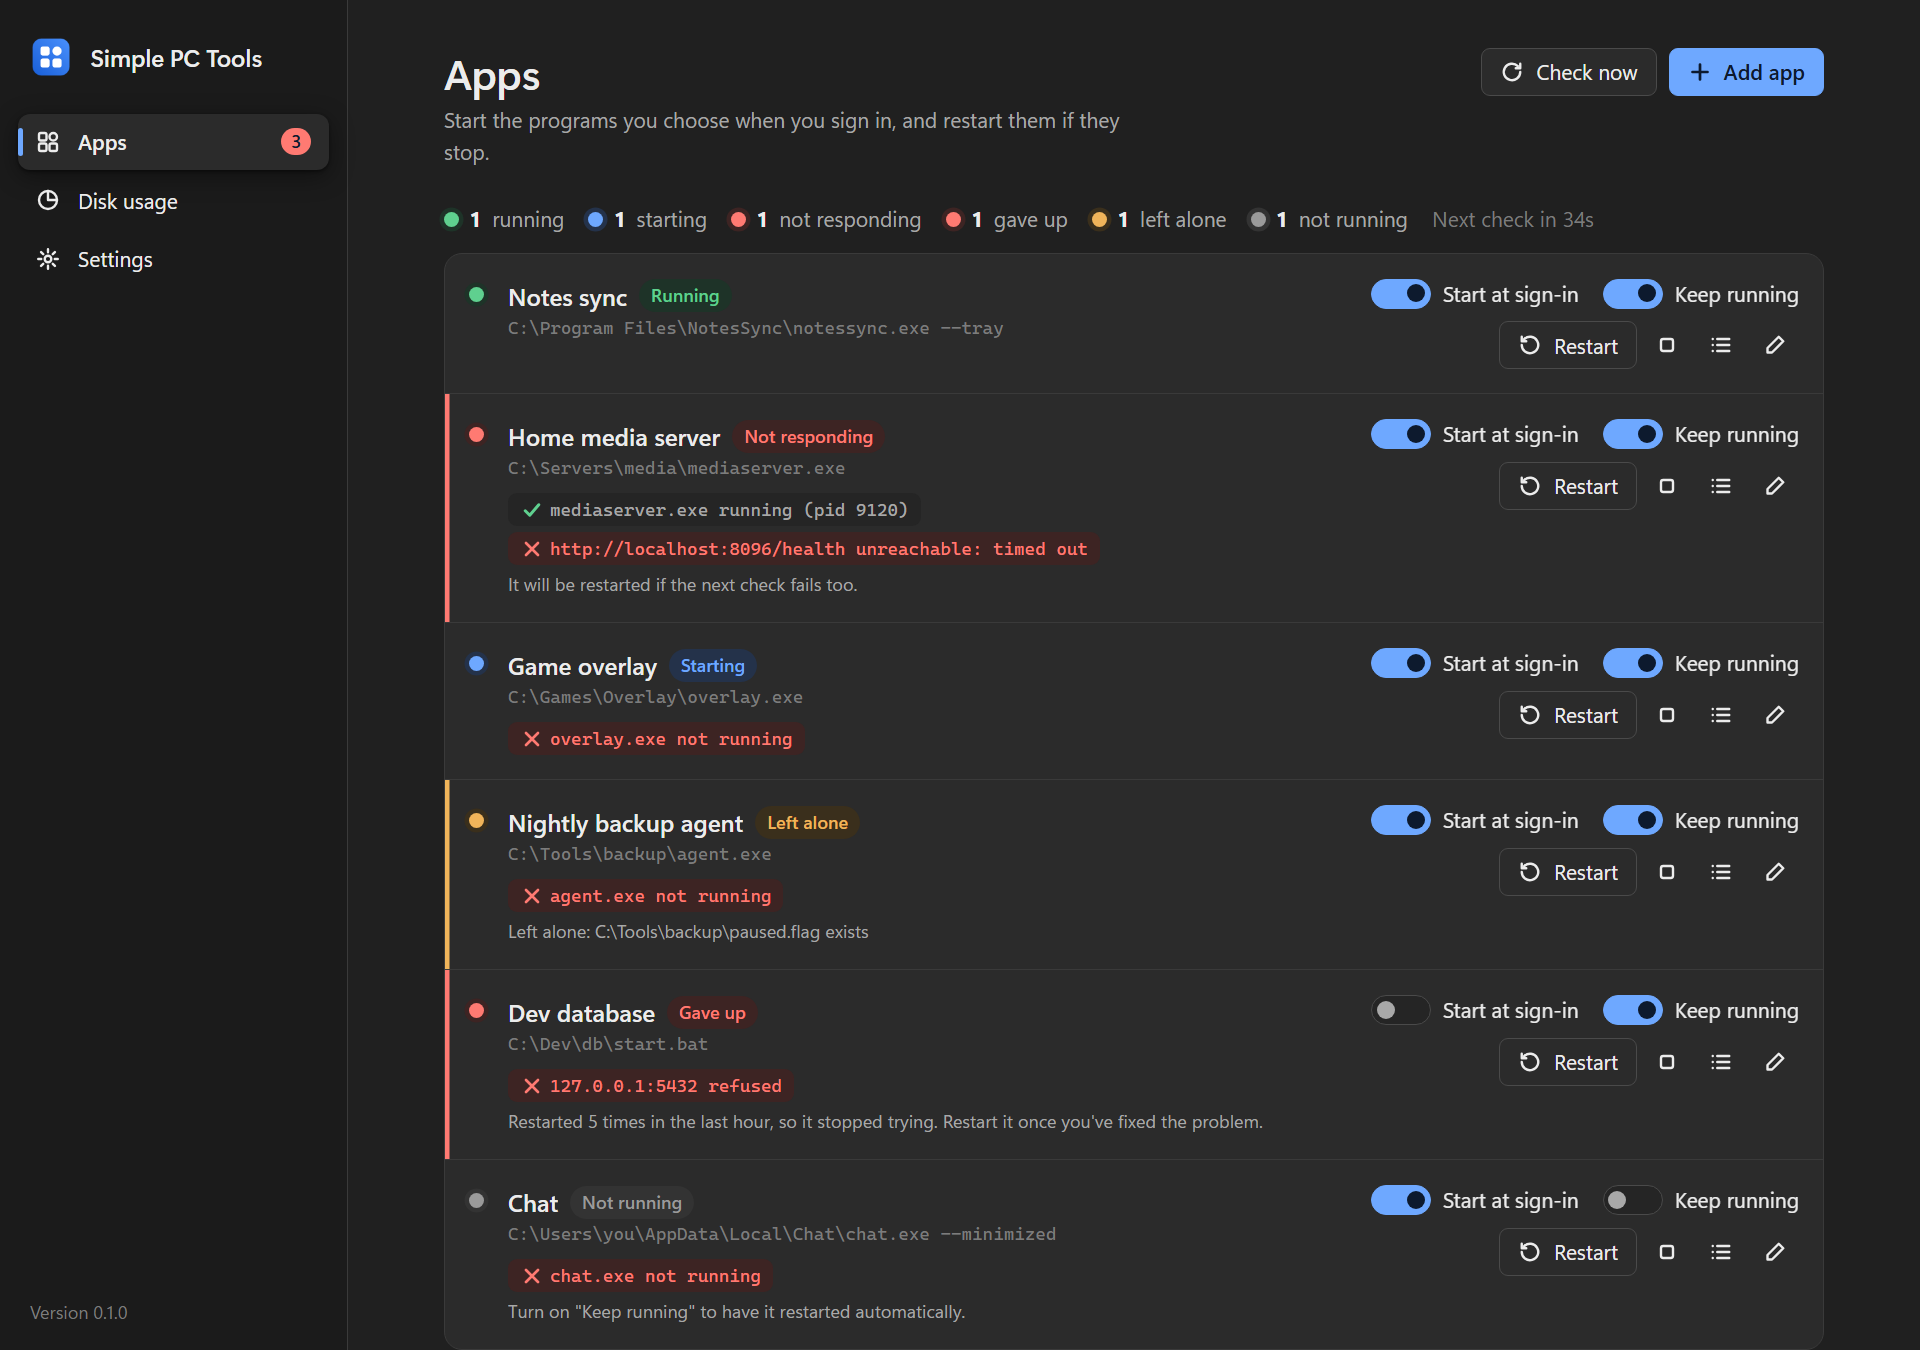 Simple PC Tools
Apps 3
Disk usage
Settings
Version 0.1.0
Apps
Start the programs you choose when you sign in, and restart them if they
stop.
Check now
Add app
1 running 1 starting 1 not responding 1 gave up 1 left alone 1 not running Next check in 34s
Notes sync Running
C:\Program Files\NotesSync\notessync.exe --tray
Start at sign-in Keep running
Restart
Home media server Not responding
C:\Servers\media\mediaserver.exe
mediaserver.exe running (pid 9120)
http://localhost:8096/health unreachable: timed out
It will be restarted if the next check fails too.
Start at sign-in Keep running
Restart
Game overlay Starting
C:\Games\Overlay\overlay.exe
overlay.exe not running
Start at sign-in Keep running
Restart
Nightly backup agent Left alone
C:\Tools\backup\agent.exe
agent.exe not running
Left alone: C:\Tools\backup\paused.flag exists
Start at sign-in Keep running
Restart
Dev database Gave up
C:\Dev\db\start.bat
127.0.0.1:5432 refused
Restarted 5 times in the last hour, so it stopped trying. Restart it once you've fixed the problem.
Start at sign-in Keep running
Restart
Chat Not running
C:\Users\you\AppData\Local\Chat\chat.exe --minimized
chat.exe not running
Turn on "Keep running" to have it restarted automatically.
Start at sign-in Keep running
Restart